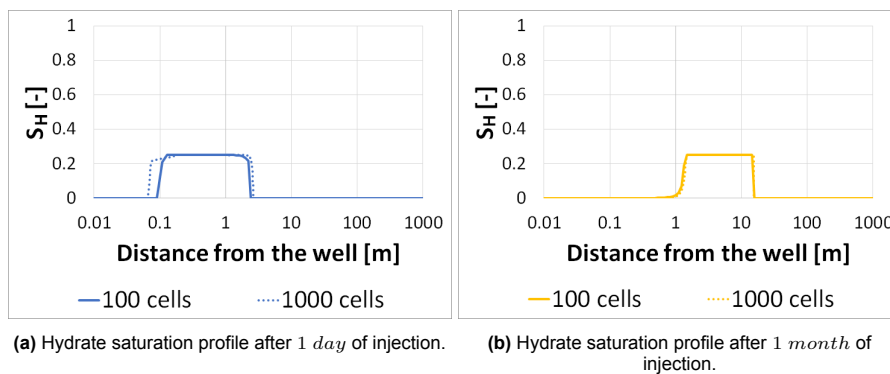 1
0.8
0.6
0.4
0.2
0
S_H [-]
0.01 0.1 1 10 100 1000
Distance from the well [m]
100 cells 1000 cells
(a) Hydrate saturation profile after 1 day of injection.
1
0.8
0.6
0.4
0.2
0
S_H [-]
0.01 0.1 1 10 100 1000
Distance from the well [m]
100 cells 1000 cells
(b) Hydrate saturation profile after 1 month of
injection.